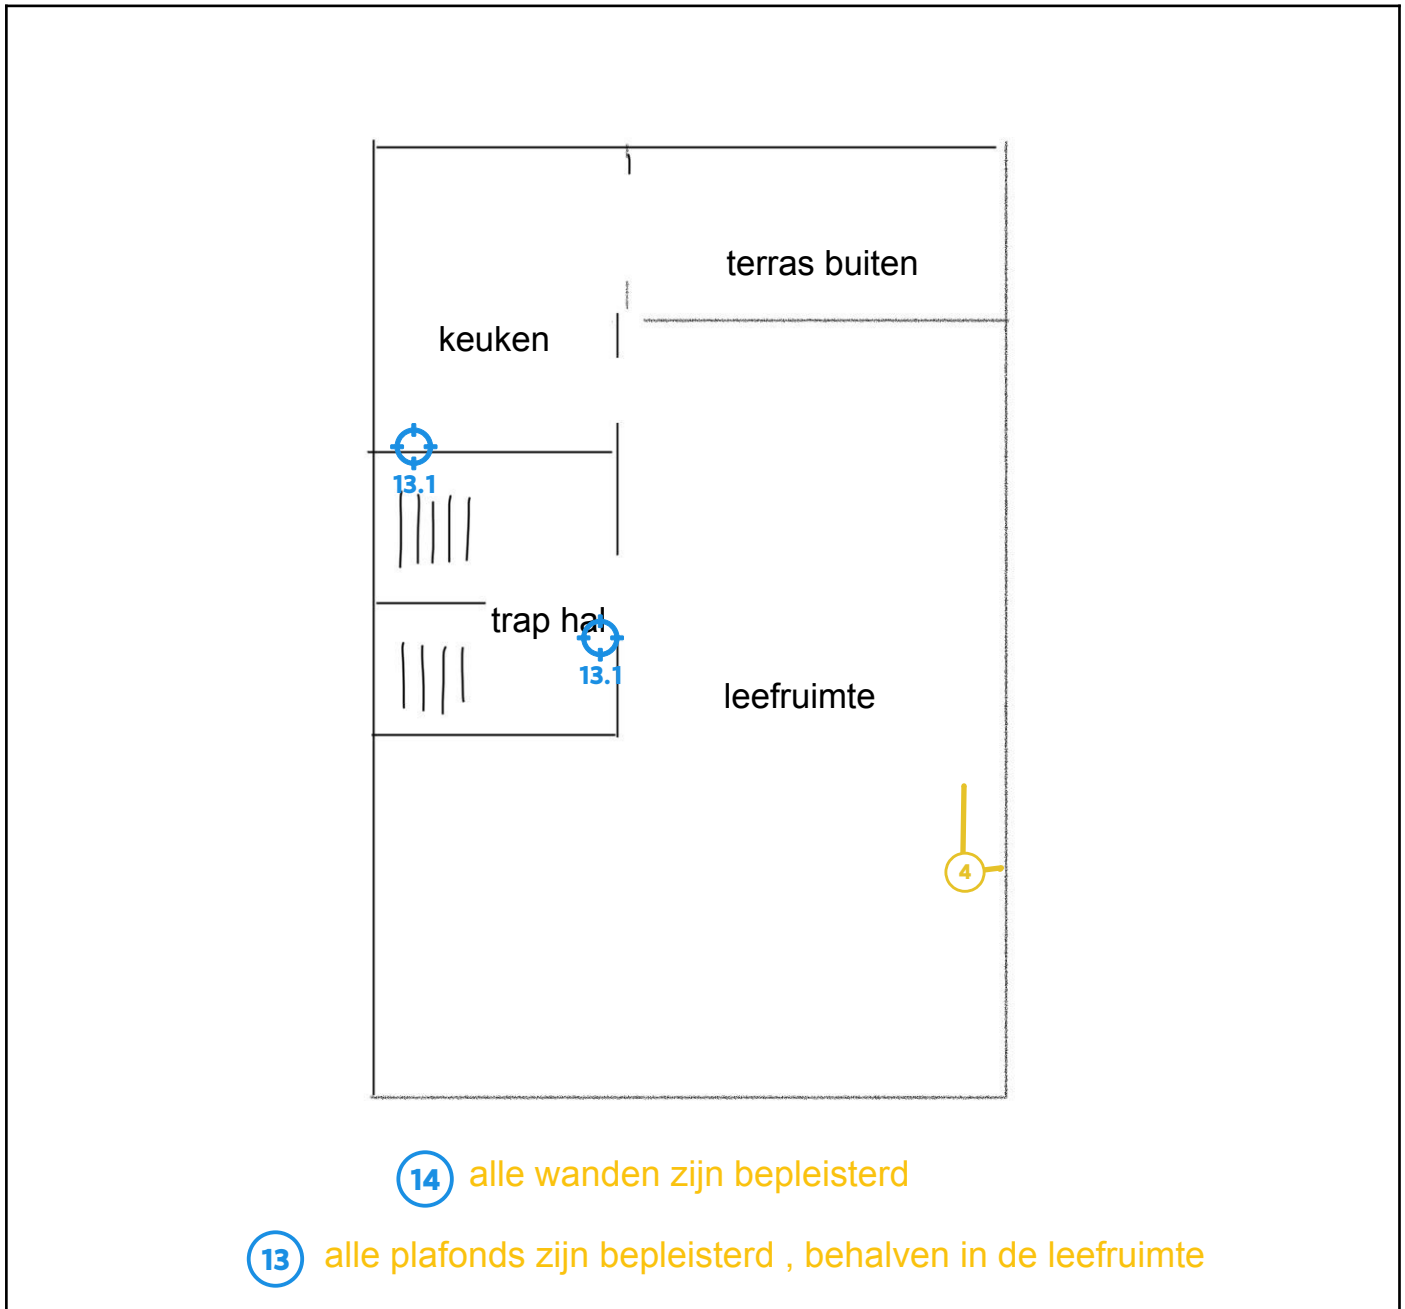 terras buiten
keuken
13.1
trap hal
13.1
leefruimte
4
14 alle wanden zijn bepleisterd
13 alle plafonds zijn bepleisterd , behalven in de leefruimte